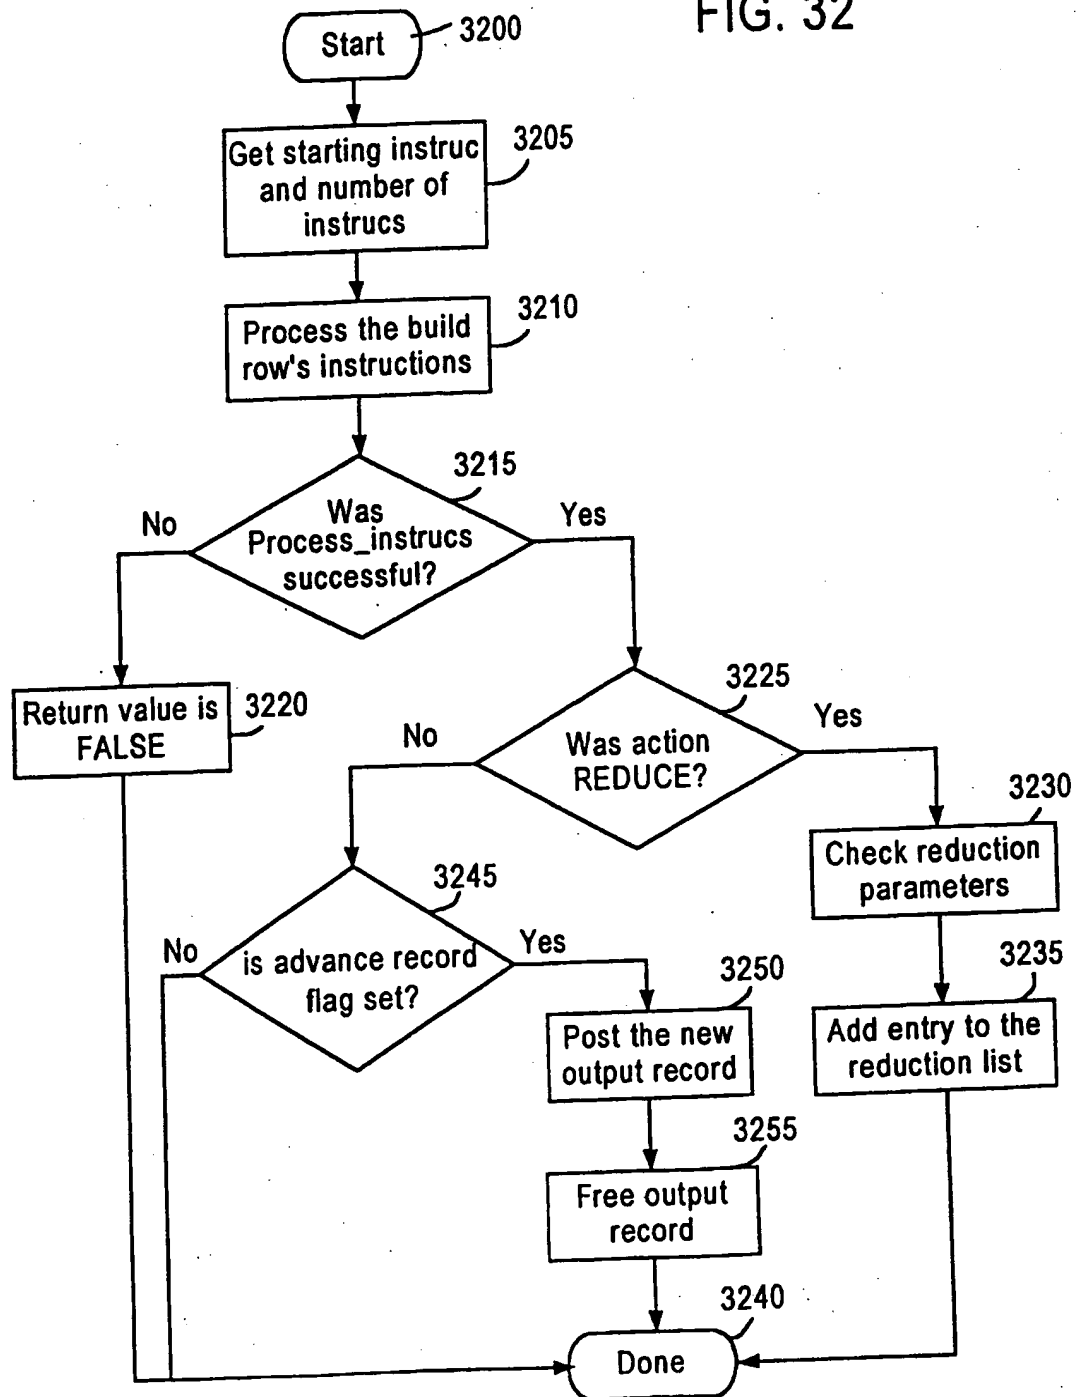 FIG. 32
Start
3200
Get starting instruc
and number of
instrucs
3205
Process the build
row's instructions
3210
Was
Process_instrucs
successful?
3215
No
Yes
Return value is
FALSE
3220
Was action
REDUCE?
3225
No
Yes
Check reduction
parameters
3230
Add entry to the
reduction list
3235
is advance record
flag set?
3245
No
Yes
Post the new
output record
3250
Free output
record
3255
Done
3240